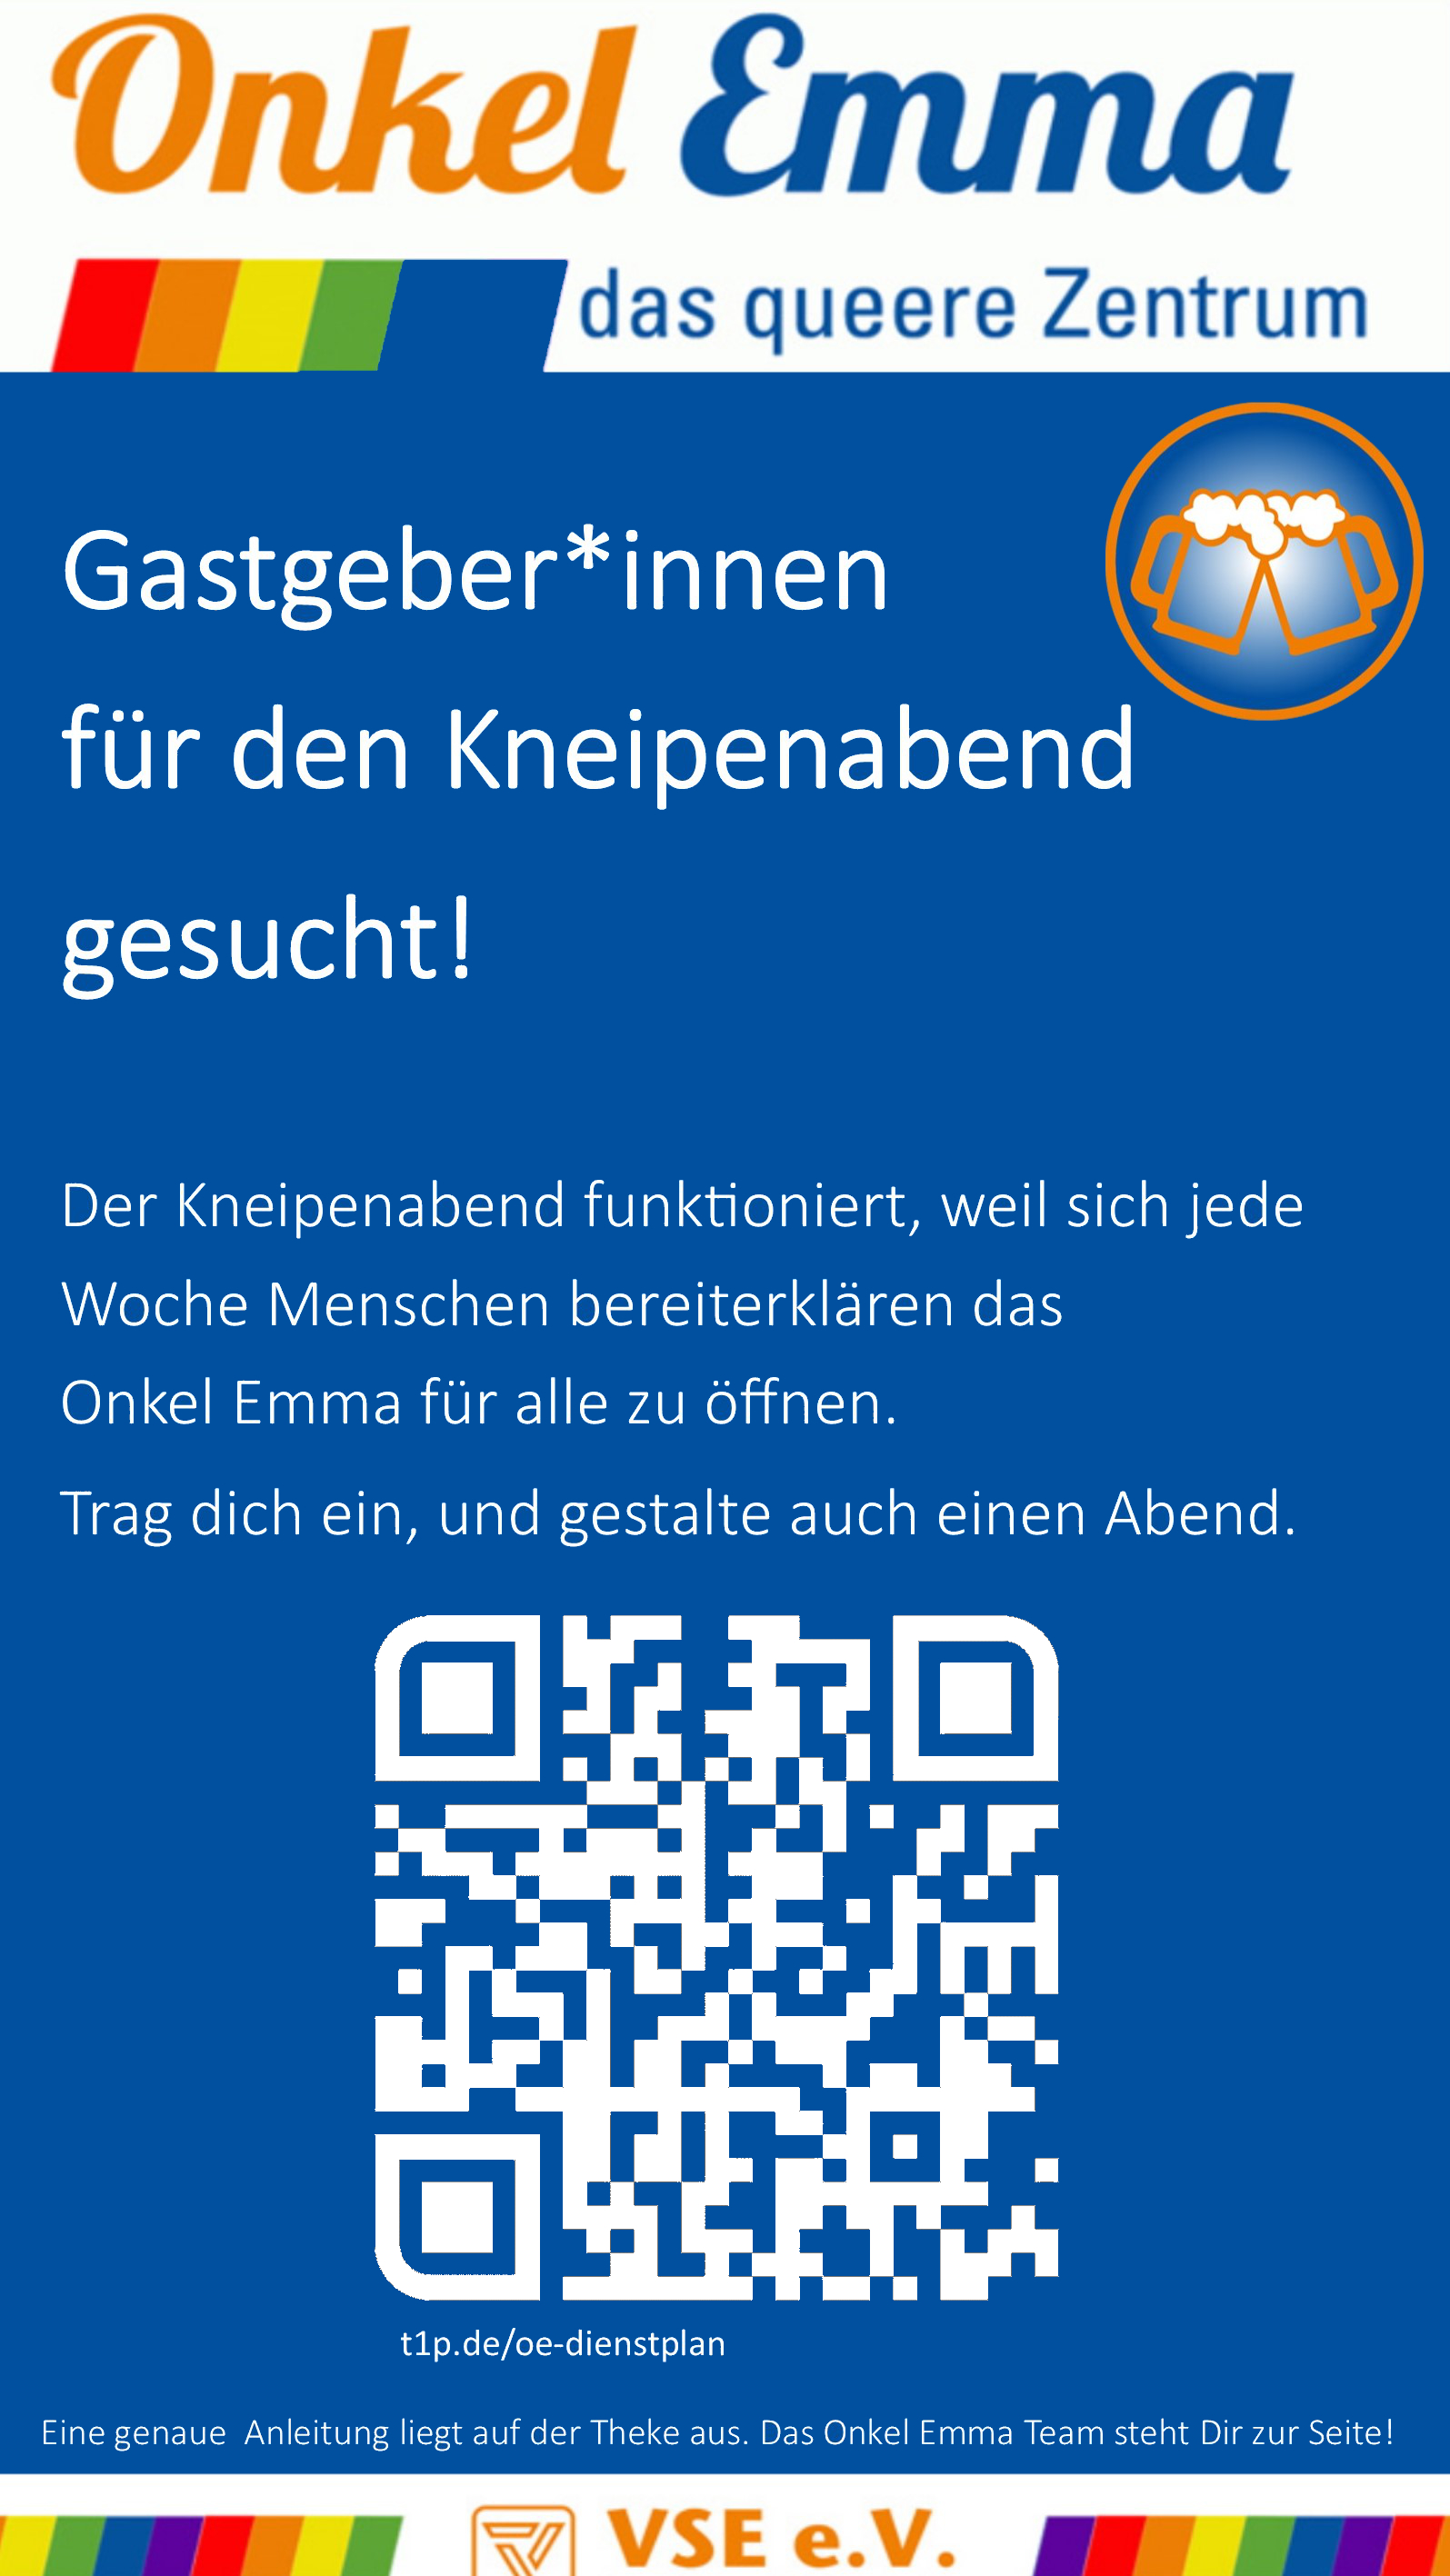 Onkel Emma
das queere Zentrum
Gastgeber*innen
für den Kneipenabend
gesucht!
Der Kneipenabend funktioniert, weil sich jede
Woche Menschen bereiterklären das
Onkel Emma für alle zu öffnen.
Trag dich ein, und gestalte auch einen Abend.
t1p.de/oe-dienstplan
Eine genaue  Anleitung liegt auf der Theke aus. Das Onkel Emma Team steht Dir zur Seite!
VSE e.V.